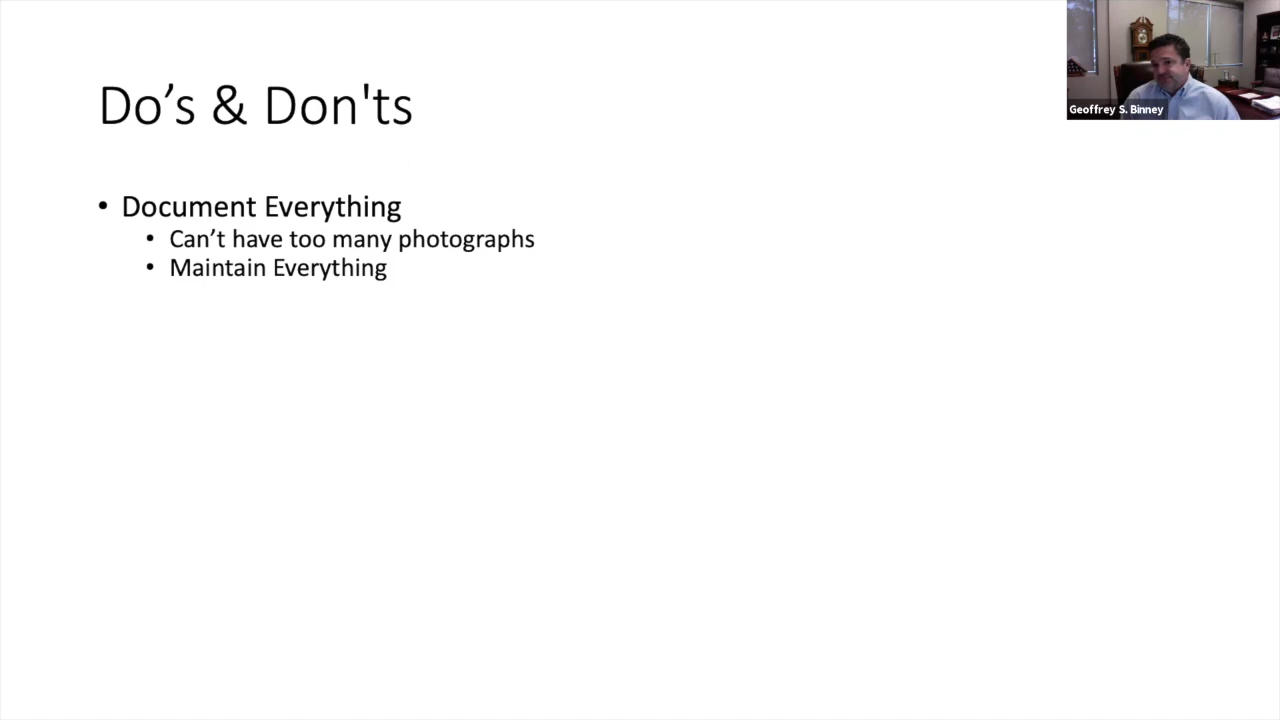 Do’s & Don'ts
Geoffrey S. Binney
• Document Everything
• Can’t have too many photographs
• Maintain Everything